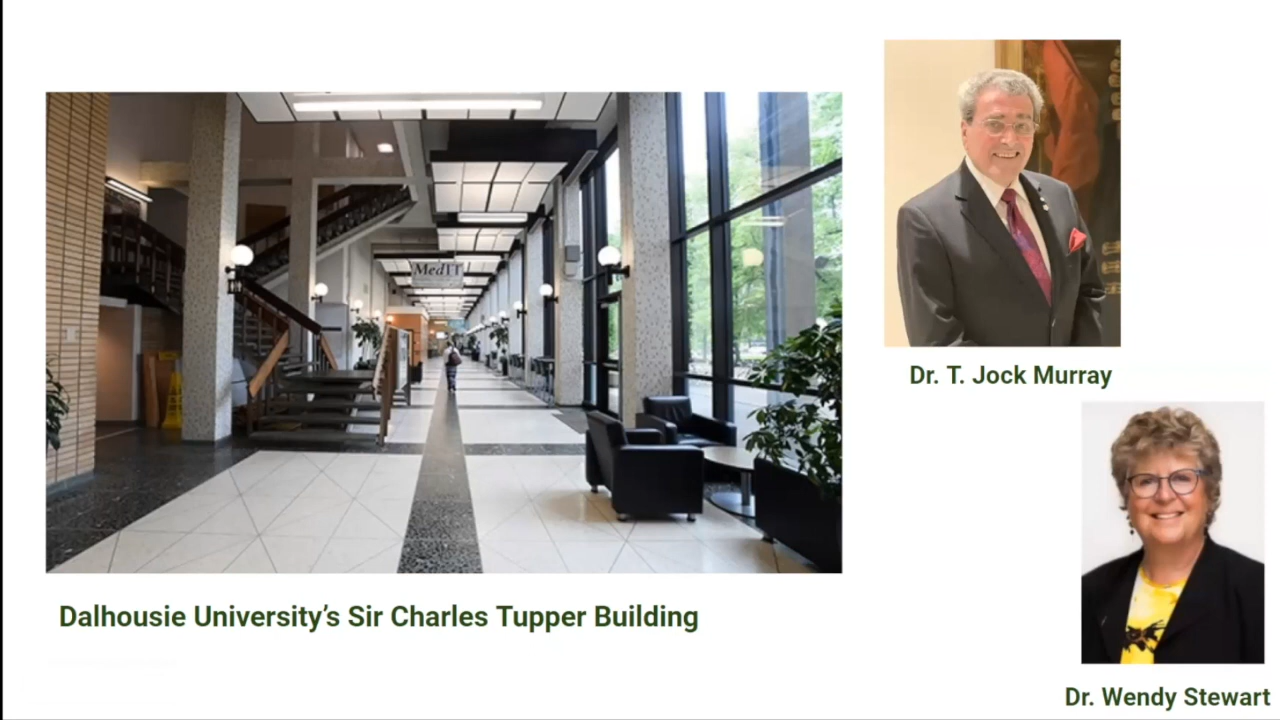 MedIT
Dr. T. Jock Murray
Dalhousie University’s Sir Charles Tupper Building
Dr. Wendy Stewart